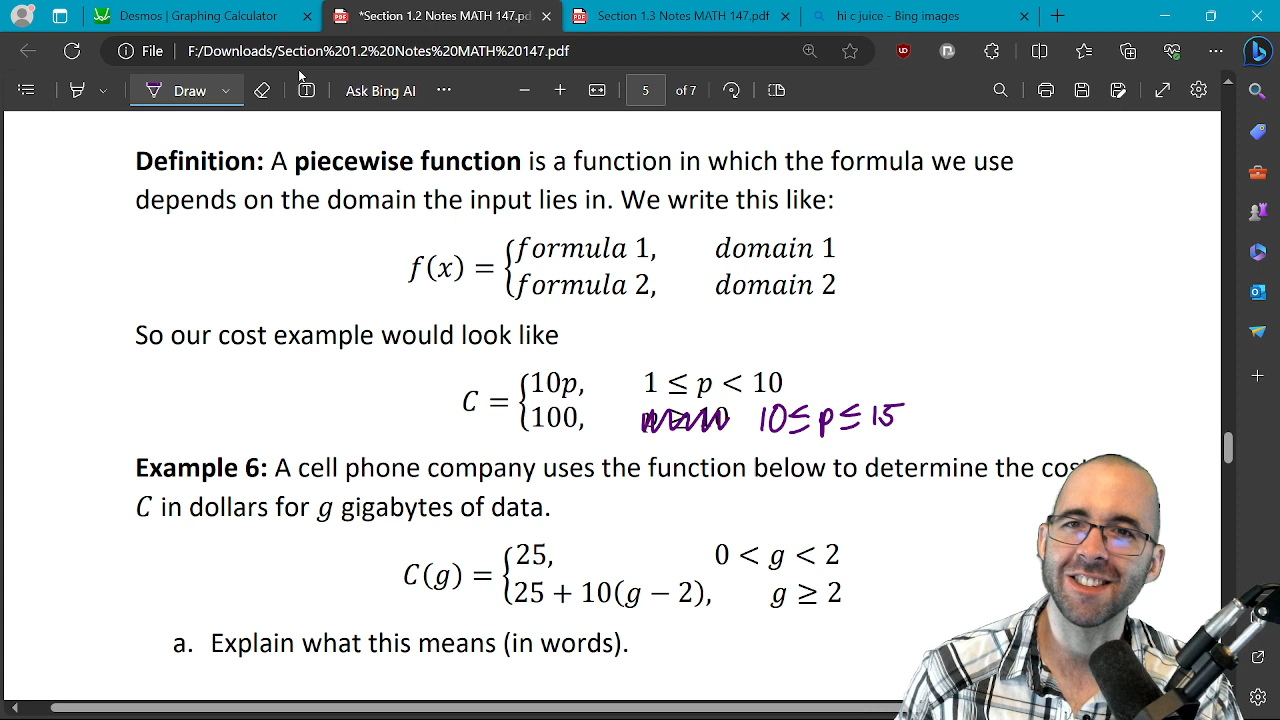 Desmos | Graphing Calculator
*Section 1.2 Notes MATH 147.pd
Section 1.3 Notes MATH 147.pdf
hi c juice - Bing images
File
F:/Downloads/Section%201.2%20Notes%20MATH%20147.pdf
Draw
Ask Bing AI
5 of 7
Definition: A piecewise function is a function in which the formula we use
depends on the domain the input lies in. We write this like:
f(x) = {formula 1, domain 1
formula 2, domain 2
So our cost example would look like
C = {10p, 1 ≤ p < 10
100, p ≥ 10 10 ≤ p ≤ 15
Example 6: A cell phone company uses the function below to determine the cos
C in dollars for g gigabytes of data.
C(g) = {25, 0 < g < 2
25 + 10(g − 2), g ≥ 2
a. Explain what this means (in words).